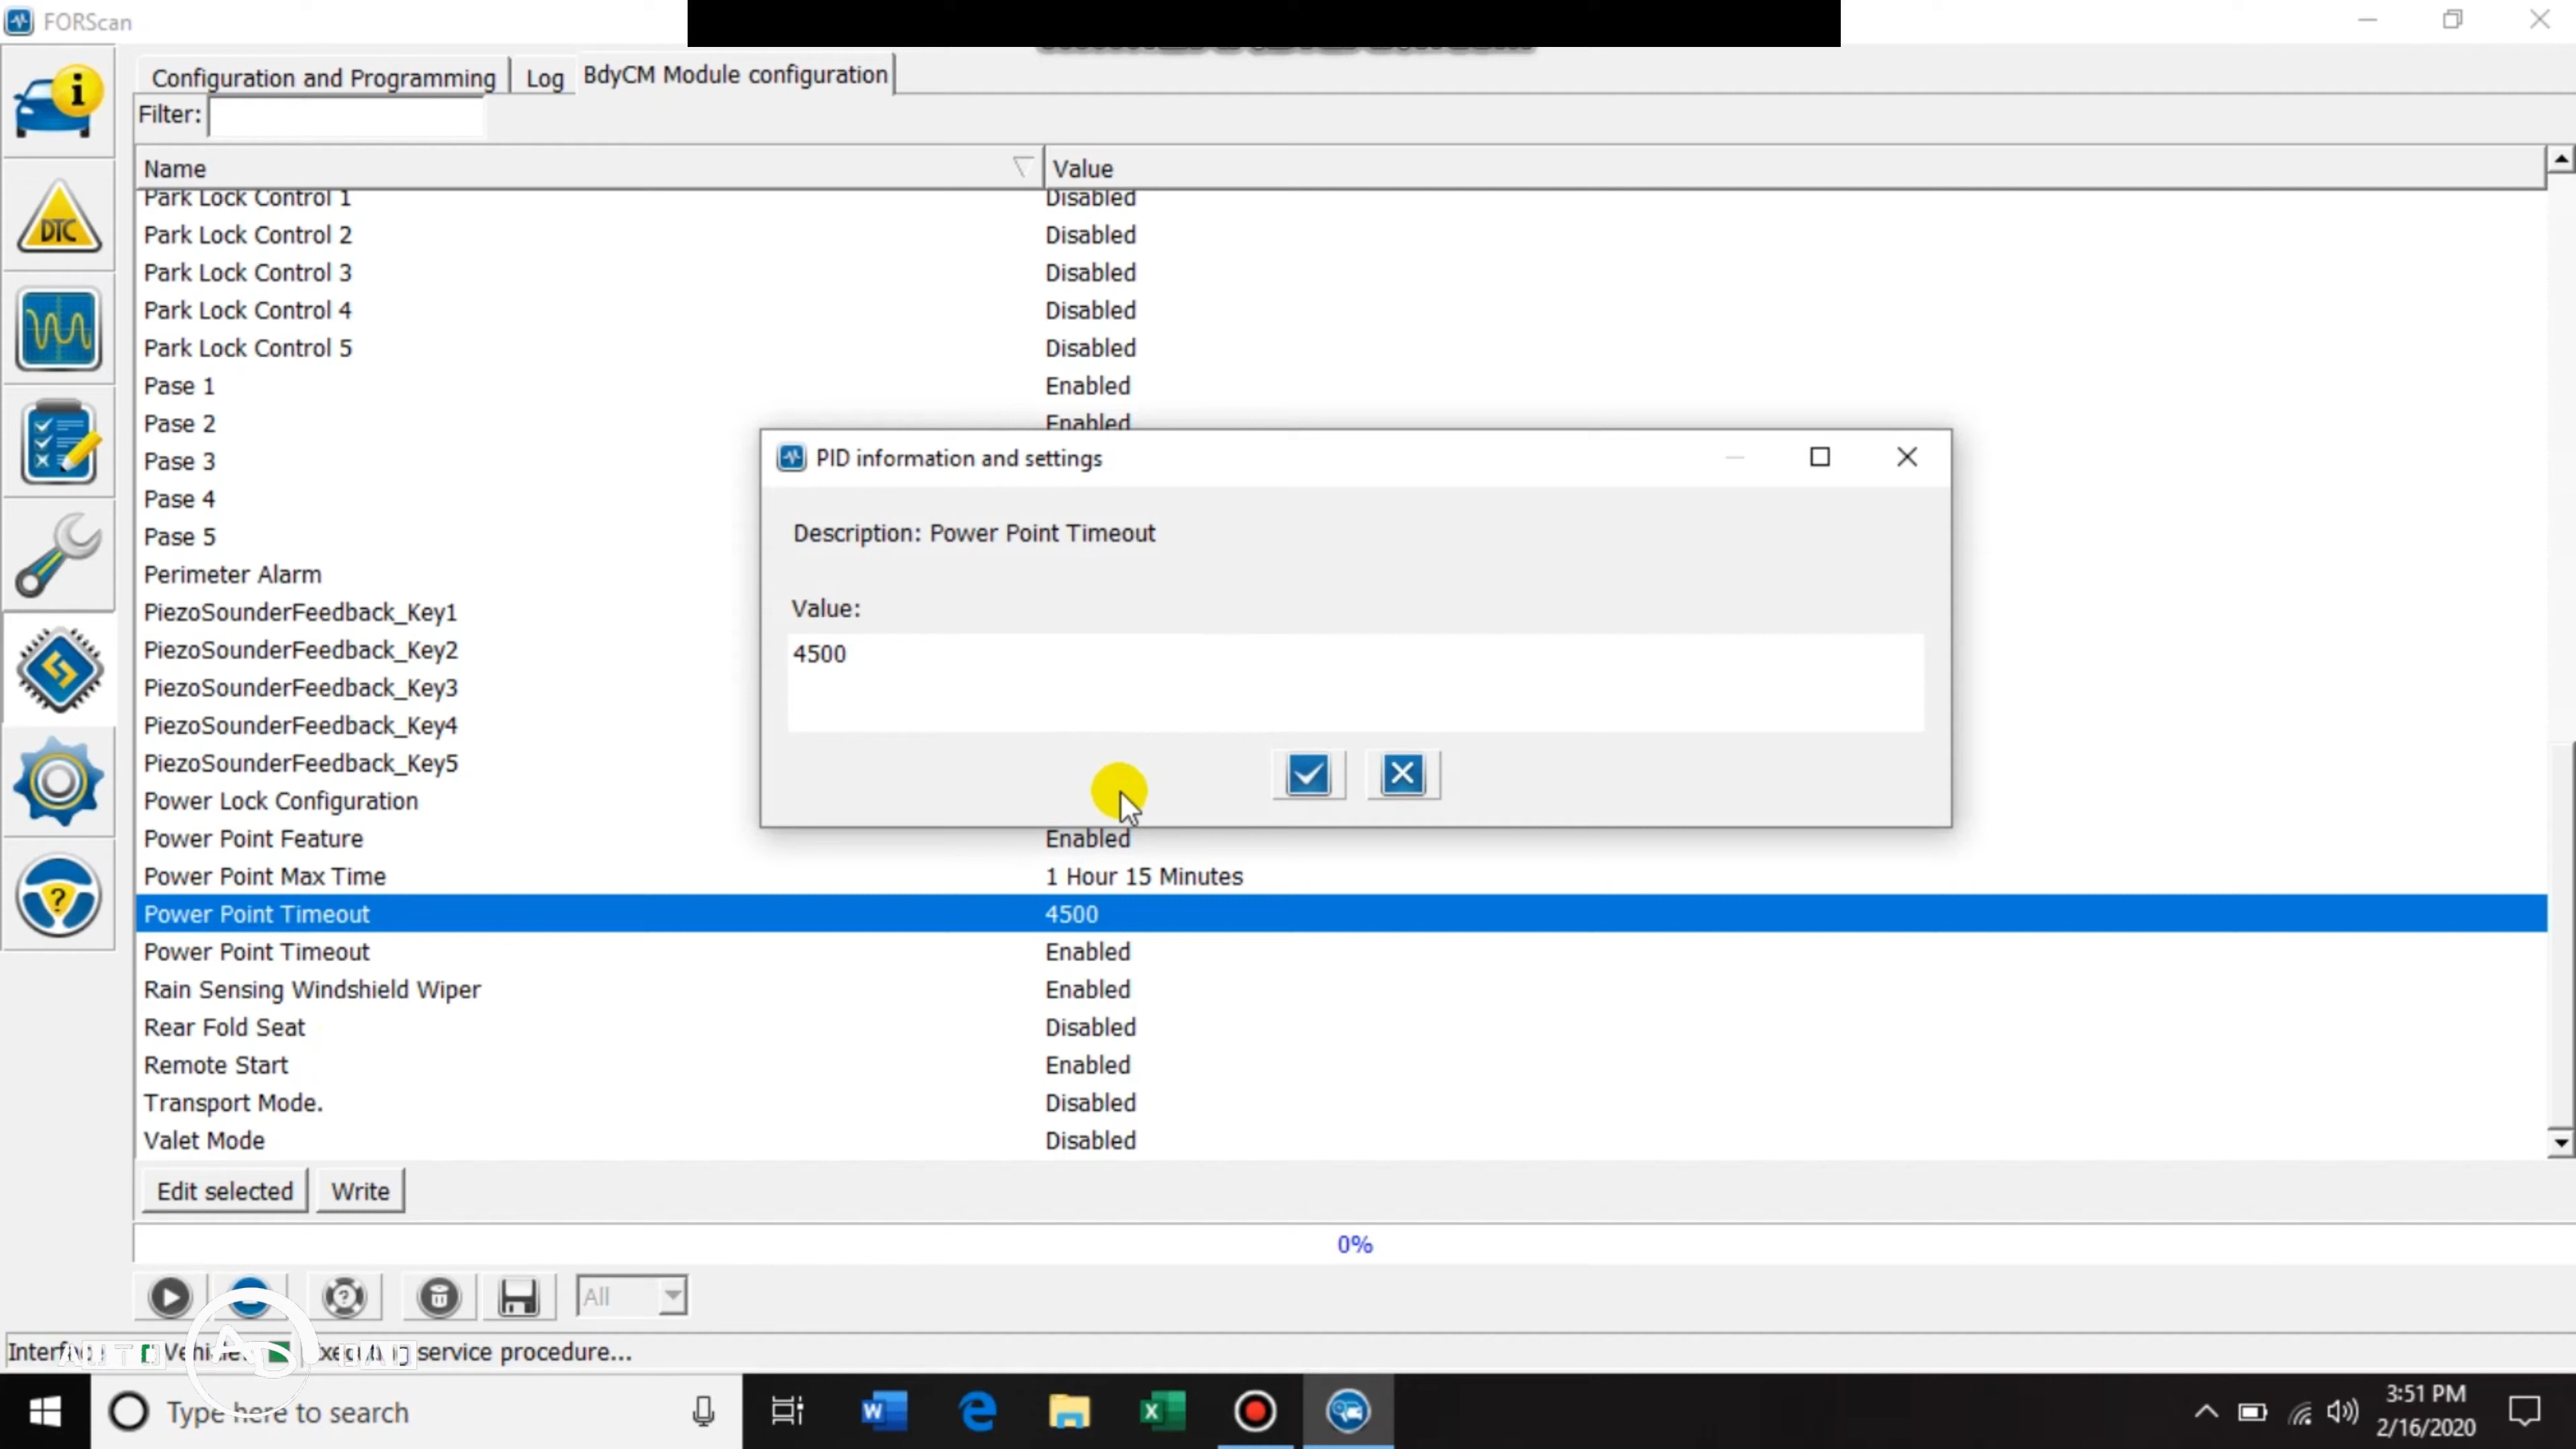 FORScan
Configuration and Programming
Log
BdyCM Module configuration
Filter:
Name Value
Park Lock Control 1 Disabled
Park Lock Control 2 Disabled
Park Lock Control 3 Disabled
Park Lock Control 4 Disabled
Park Lock Control 5 Disabled
Pase 1 Enabled
Pase 2 Enabled
Pase 3
Pase 4
Pase 5
Perimeter Alarm
PiezoSounderFeedback_Key1
PiezoSounderFeedback_Key2
PiezoSounderFeedback_Key3
PiezoSounderFeedback_Key4
PiezoSounderFeedback_Key5
Power Lock Configuration
Power Point Feature Enabled
Power Point Max Time 1 Hour 15 Minutes
Power Point Timeout 4500
Power Point Timeout Enabled
Rain Sensing Windshield Wiper Enabled
Rear Fold Seat Disabled
Remote Start Enabled
Transport Mode. Disabled
Valet Mode Disabled
PID information and settings
Description: Power Point Timeout
Value:
4500
Edit selected
Write
0%
All
service procedure...
Type here to search
3:51 PM
2/16/2020
DTC